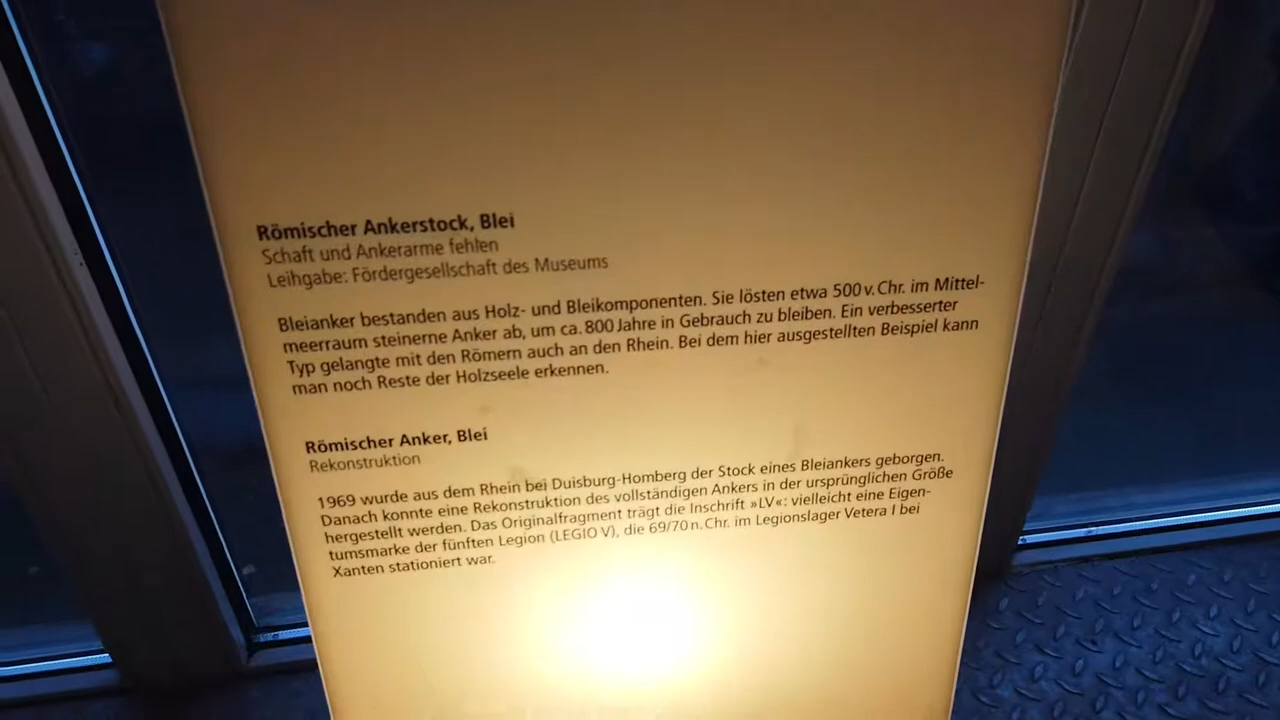 Römischer Ankerstock, Blei
Schaft und Ankerarme fehlen
Leihgabe: Fördergesellschaft des Museums
Bleianker bestanden aus Holz- und Bleikomponenten. Sie lösten etwa 500 v. Chr. im Mittel-
meerraum steinerne Anker ab, um ca. 800 Jahre in Gebrauch zu bleiben. Ein verbesserter
Typ gelangte mit den Römern auch an den Rhein. Bei dem hier ausgestellten Beispiel kann
man noch Reste der Holzseele erkennen.
Römischer Anker, Blei
Rekonstruktion
1969 wurde aus dem Rhein bei Duisburg-Homberg der Stock eines Bleiankers geborgen.
Danach konnte eine Rekonstruktion des vollständigen Ankers in der ursprünglichen Größe
hergestellt werden. Das Originalfragment trägt die Inschrift »LV«: vielleicht eine Eigen-
tumsmarke der fünften Legion (LEGIO V), die 69/70 n. Chr. im Legionslager Vetera I bei
Xanten stationiert war.